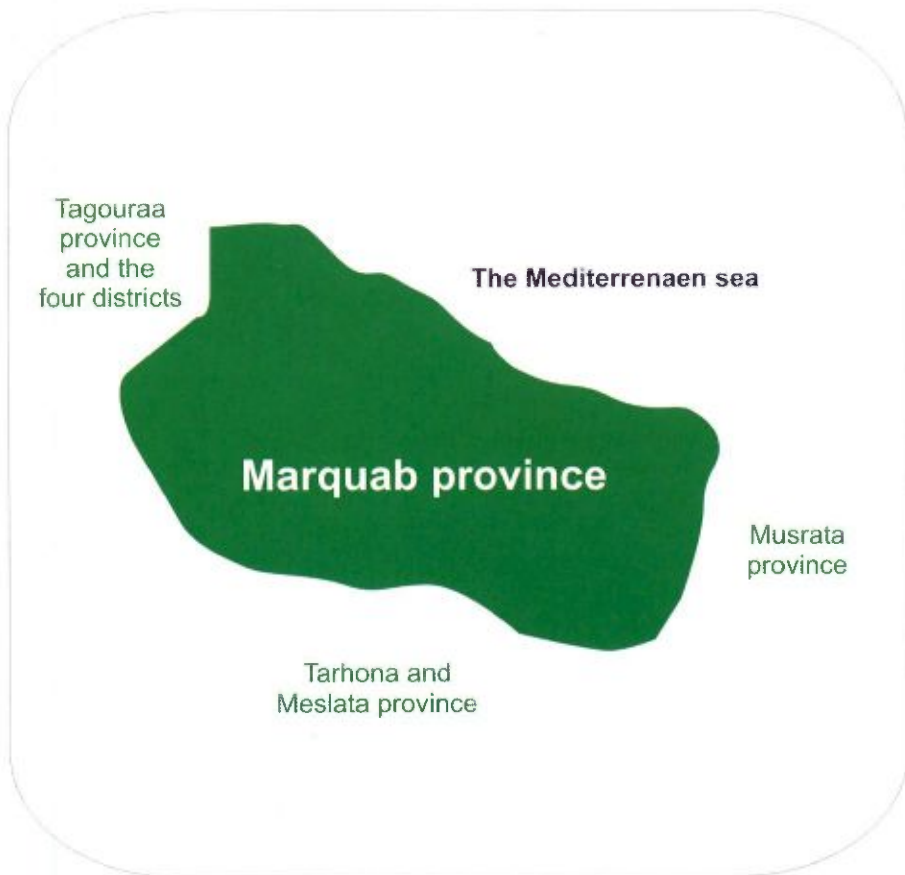 Tagouraa
province
and the
four districts
The Mediterrenaen sea
Marquab province
Musrata
province
Tarhona and
Meslata province